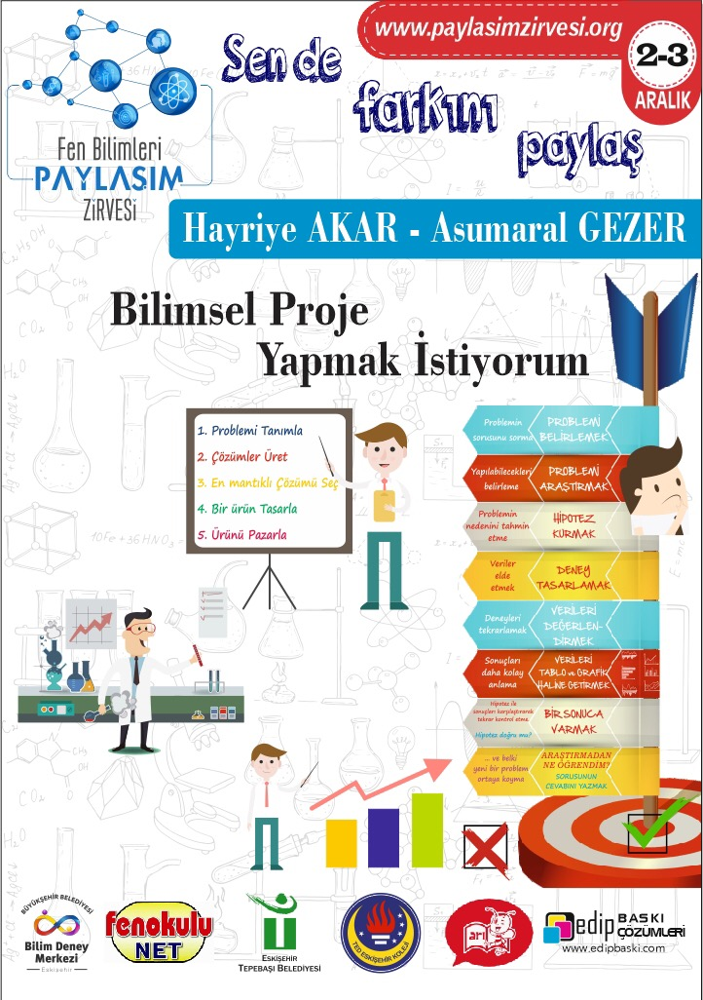 www.paylasimzirvesi.org
2-3
ARALIK
Sen de
farkını
paylaş
Fen Bilimleri
PAYLAŞIM
ZİRVESİ
Hayriye AKAR - Asumaral GEZER
Bilimsel Proje
Yapmak İstiyorum
1. Problemi Tanımla
2. Çözümler Üret
3. En mantıklı Çözümü Seç
4. Bir ürün Tasarla
5. Ürünü Pazarla
Problemin
sorusunu sorma
PROBLEMİ
BELİRLEMEK
Yapılabilecekleri
belirleme
PROBLEMİ
ARAŞTIRMAK
Problemin
nedenini tahmin
etme
HİPOTEZ
KURMAK
Veriler
elde
etmek
DENEY
TASARLAMAK
Deneyleri
tekrarlamak
VERİLERİ
DEĞERLEN-
DİRMEK
Sonuçları
daha kolay
anlama
VERİLERİ
TABLO ve GRAFİK
HALİNE GETİRMEK
Hipotez ile
sonuçları karşılaştırarak
tekrar kontrol etme
Hipotez doğru mu?
BİR SONUCA
VARMAK
... ve belki
yeni bir problem
ortaya koyma
ARAŞTIRMADAN
NE ÖĞRENDİM?
SORUSUNUN
CEVABINI YAZMAK
BÜYÜKŞEHİR BELEDİYESİ
Bilim Deney
Merkezi
Eskişehir
fenokulu
NET
ESKİŞEHİR
TEPEBAŞI BELEDİYESİ
TED ESKİŞEHİR KOLEJİ
arı
edip BASKI
ÇÖZÜMLERİ
www.edipbaski.com